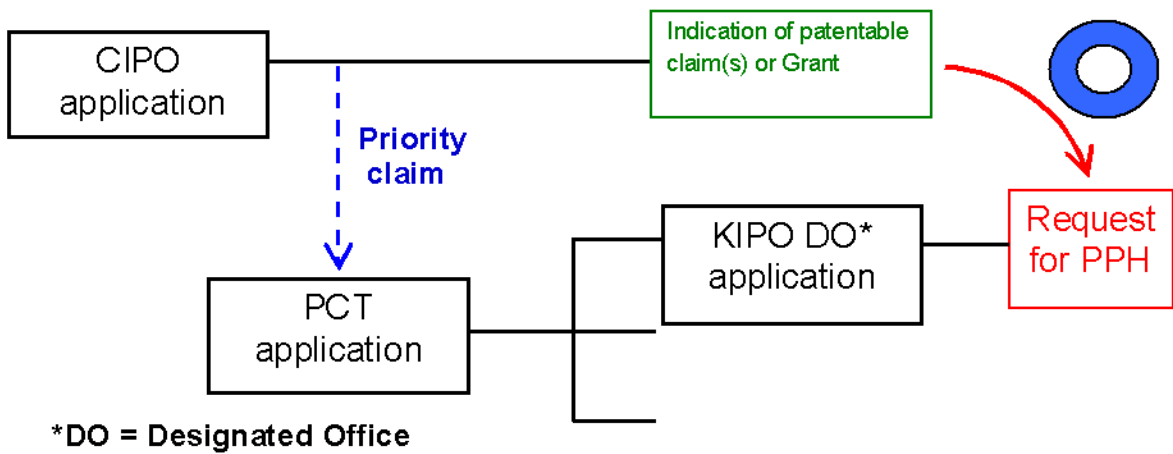 CIPO
application
Indication of patentable
claim(s) or Grant
Priority
claim
KIPO DO*
application
Request
for PPH
PCT
application
*DO = Designated Office